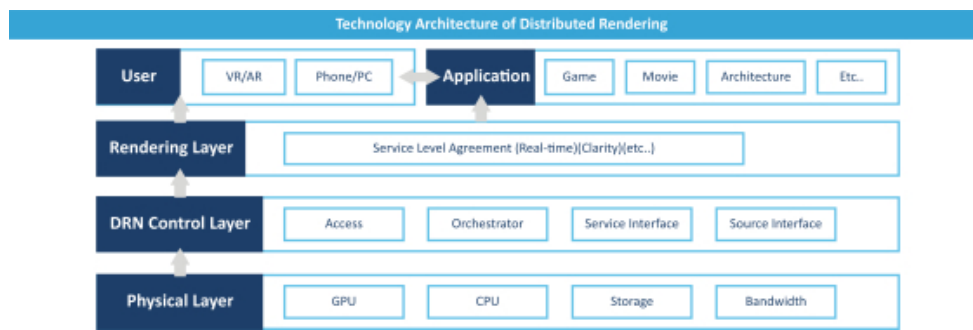 Technology Architecture of Distributed Rendering
User
VR/AR
Phone/PC
Application
Game
Movie
Architecture
Etc..
Rendering Layer
Service Level Agreement (Real-time)(Clarity)(etc..)
DRN Control Layer
Access
Orchestrator
Service Interface
Source Interface
Physical Layer
GPU
CPU
Storage
Bandwidth